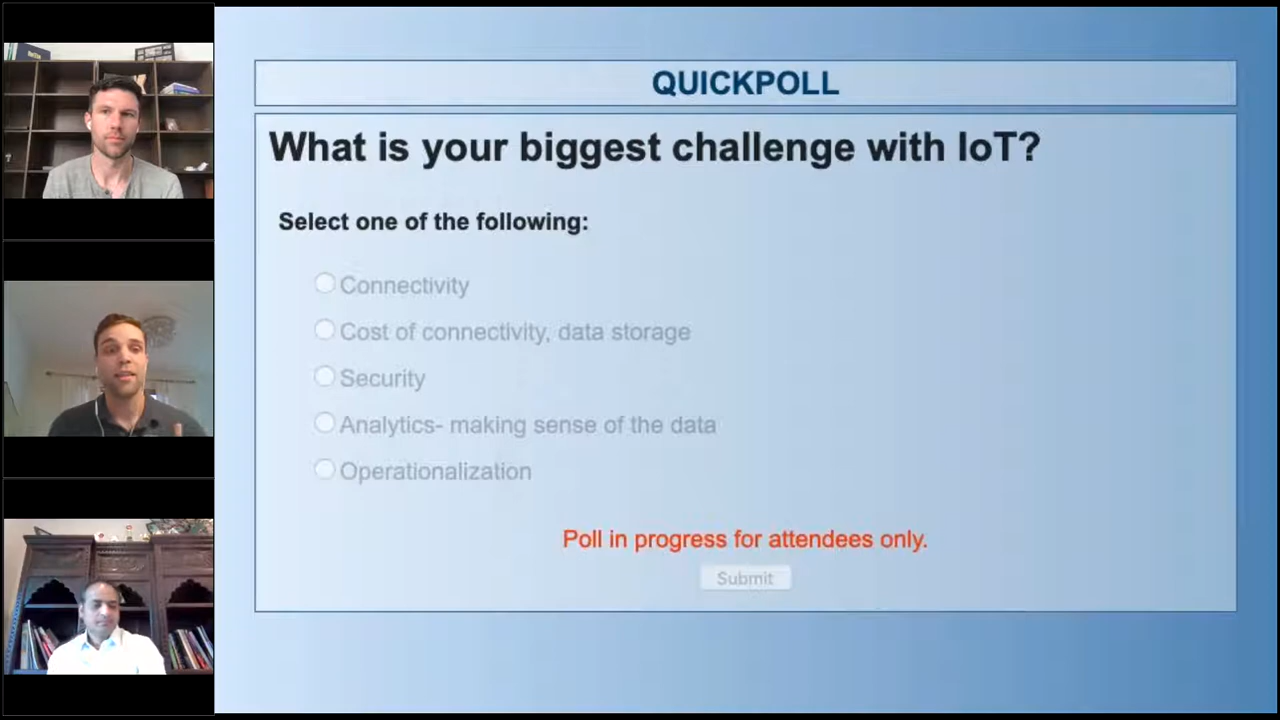 QUICKPOLL
What is your biggest challenge with IoT?
Select one of the following:
Connectivity
Cost of connectivity, data storage
Security
Analytics- making sense of the data
Operationalization
Poll in progress for attendees only.
Submit